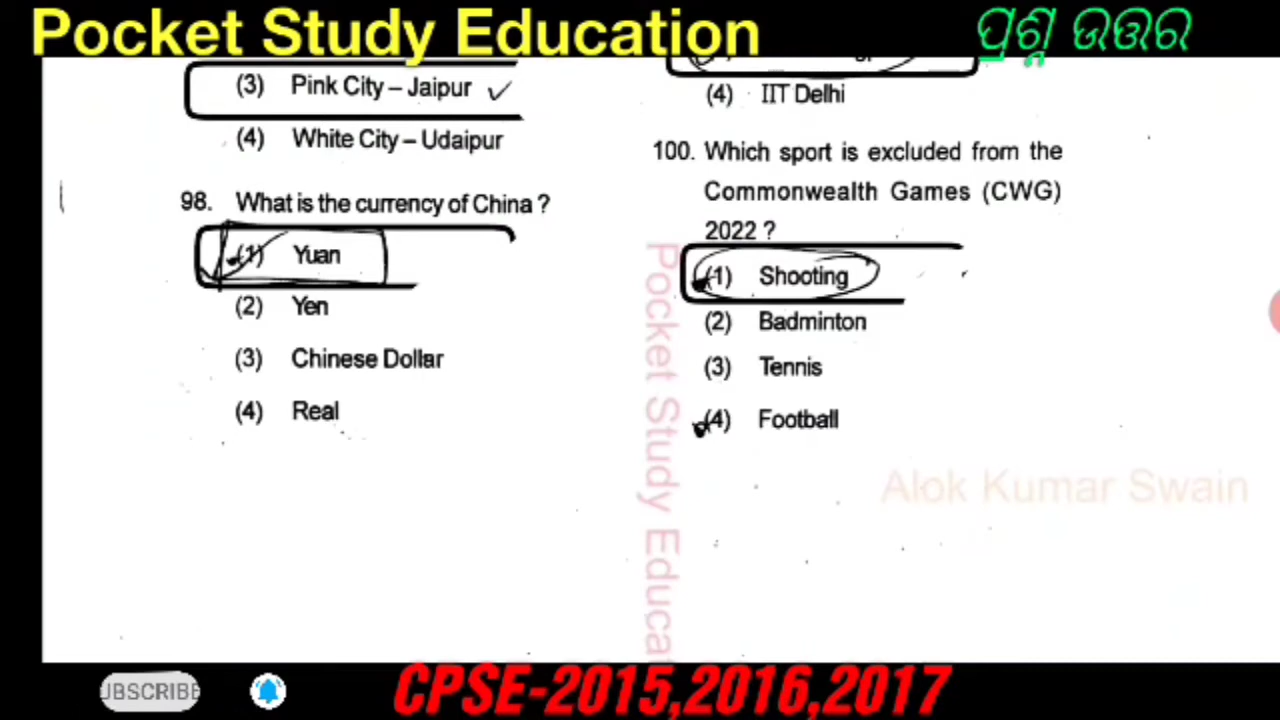 Pocket Study Education
ପ୍ରଶ୍ନ ଉତ୍ତର
(3) Pink City – Jaipur
(4) White City – Udaipur
98. What is the currency of China ?
(1) Yuan
(2) Yen
(3) Chinese Dollar
(4) Real
(4) IIT Delhi
100. Which sport is excluded from the
Commonwealth Games (CWG)
2022 ?
(1) Shooting
(2) Badminton
(3) Tennis
(4) Football
Pocket Study Educat
Alok Kumar Swain
UBSCRIBE
CPSE-2015,2016,2017